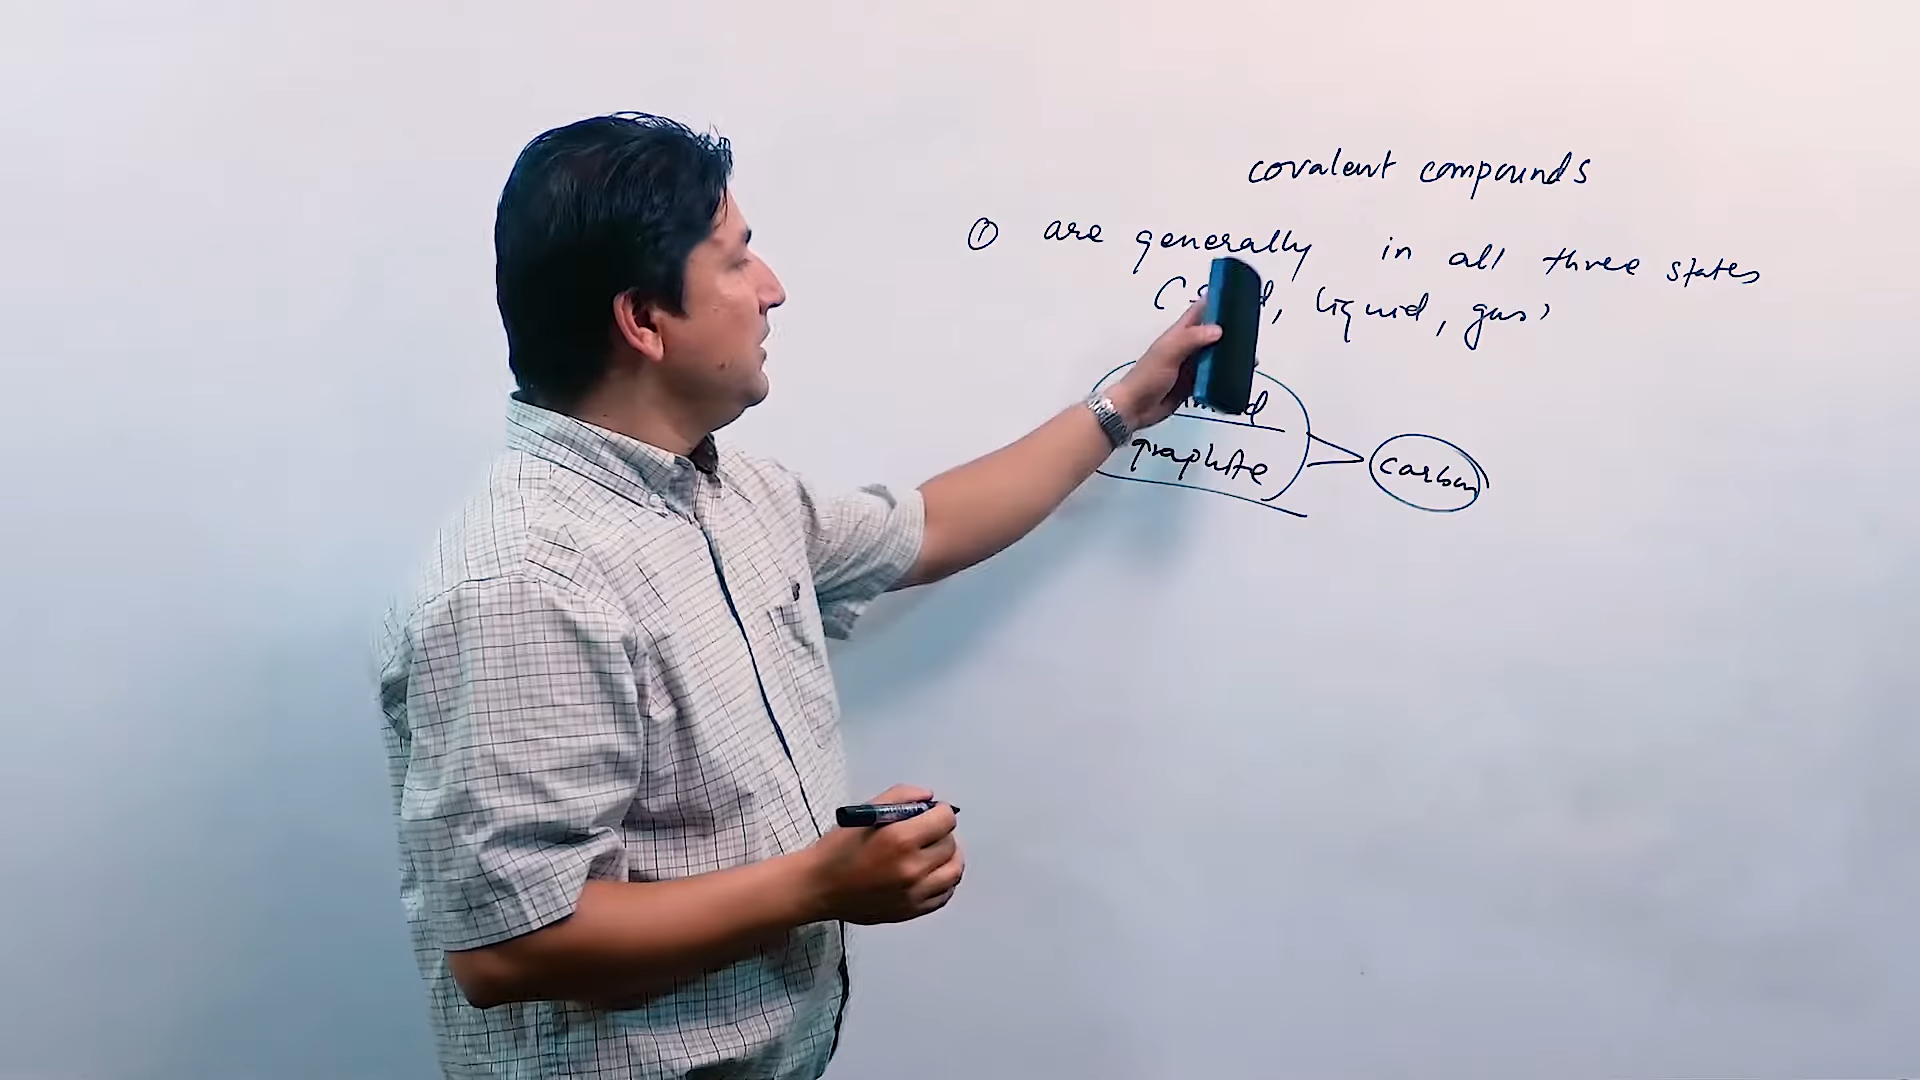 covalent compounds
① are generally in all three states
liquid, gas)
graphite
carbon